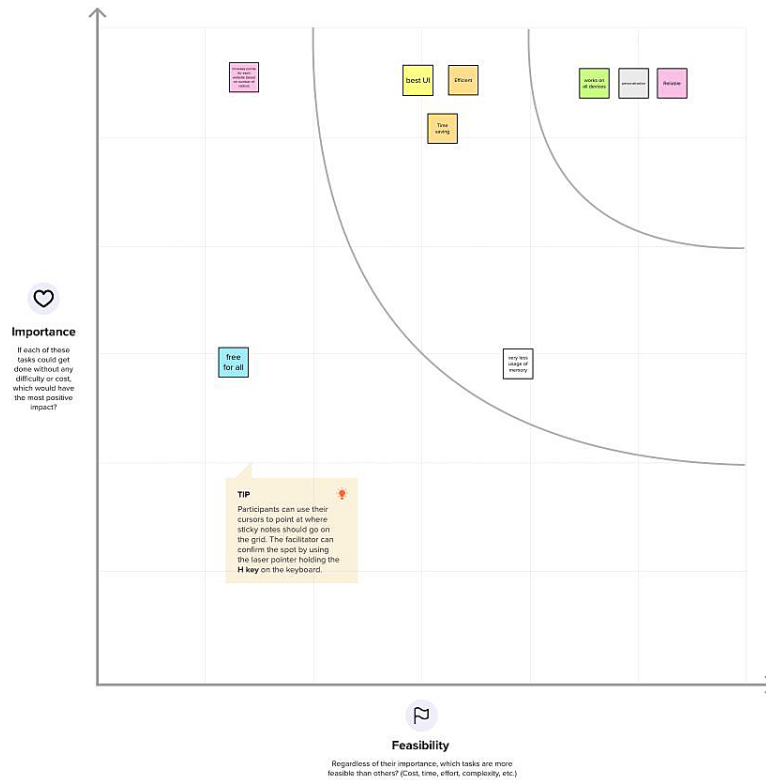 best UI
Efficient
works on
all devices
Reliable
Time
saving
Importance
If each of these
tasks could get
done without any
difficulty or cost,
which would have
the most positive
impact?
free
for all
very less
usage of
memory
TIP
Participants can use their
cursors to point at where
sticky notes should go on
the grid. The facilitator can
confirm the spot by using
the laser pointer holding the
H key on the keyboard.
Feasibility
Regardless of their importance, which tasks are more
feasible than others? (Cost, time, effort, complexity, etc.)